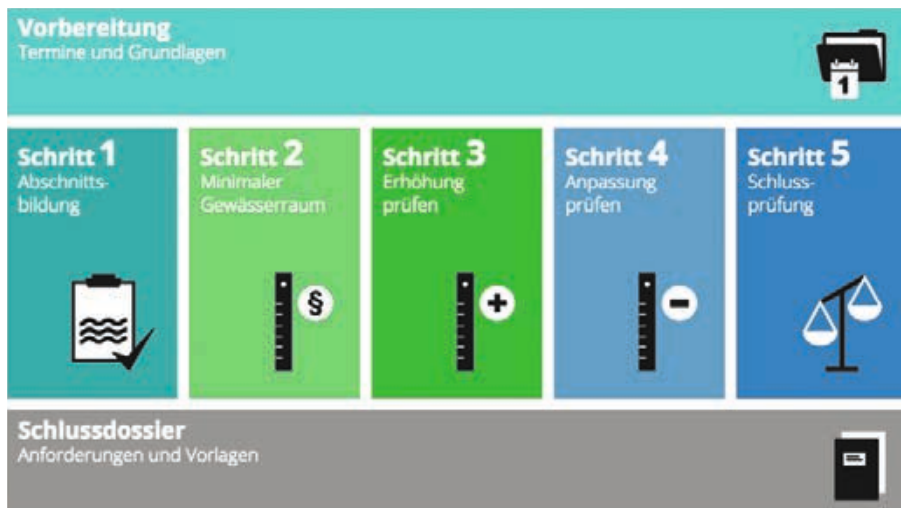 Vorbereitung
Termine und Grundlagen
1
Schritt 1
Abschnitts-
bildung
Schritt 2
Minimaler
Gewässerraum
§
Schritt 3
Erhöhung
prüfen
+
Schritt 4
Anpassung
prüfen
−
Schritt 5
Schluss-
prüfung
Schlussdossier
Anforderungen und Vorlagen